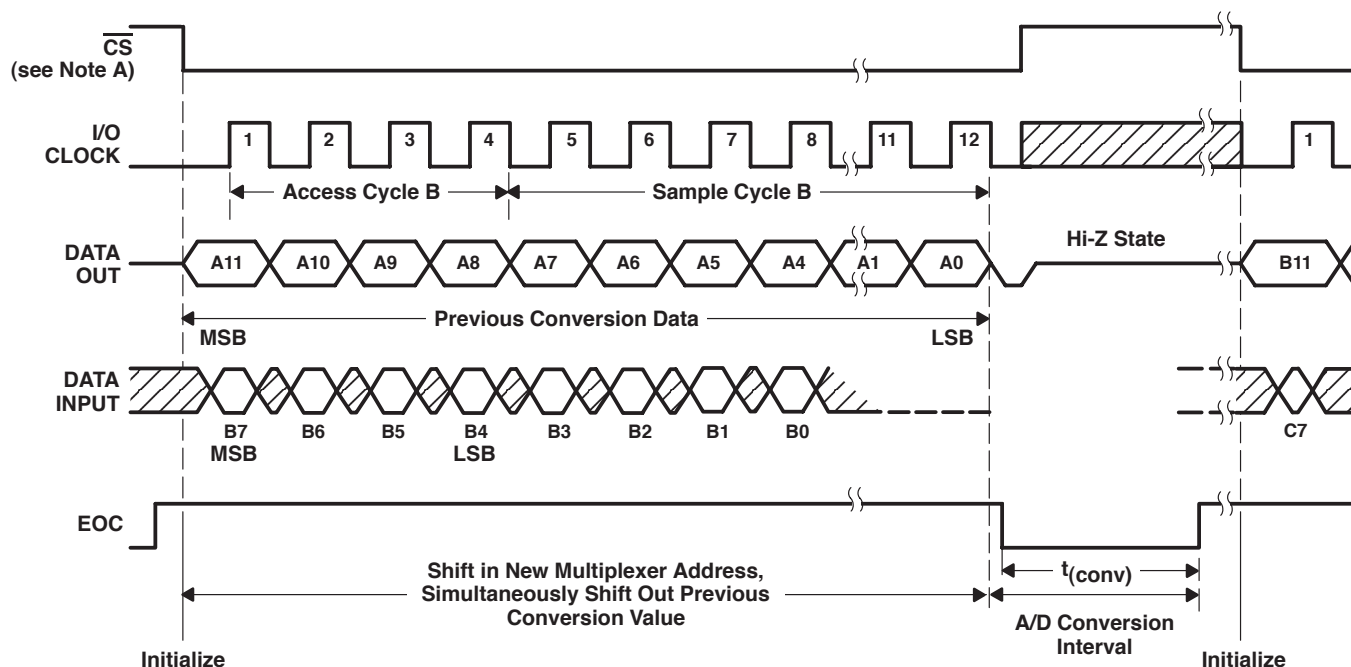 CS
(see Note A)
I/O
CLOCK
1 2 3 4 5 6 7 8 11 12 1
Access Cycle B
Sample Cycle B
DATA
OUT
A11 A10 A9 A8 A7 A6 A5 A4 A1 A0
Hi-Z State
B11
Previous Conversion Data
MSB
LSB
DATA
INPUT
B7 B6 B5 B4 B3 B2 B1 B0
C7
MSB
LSB
EOC
t(conv)
Shift in New Multiplexer Address,
Simultaneously Shift Out Previous
Conversion Value
A/D Conversion
Interval
Initialize
Initialize